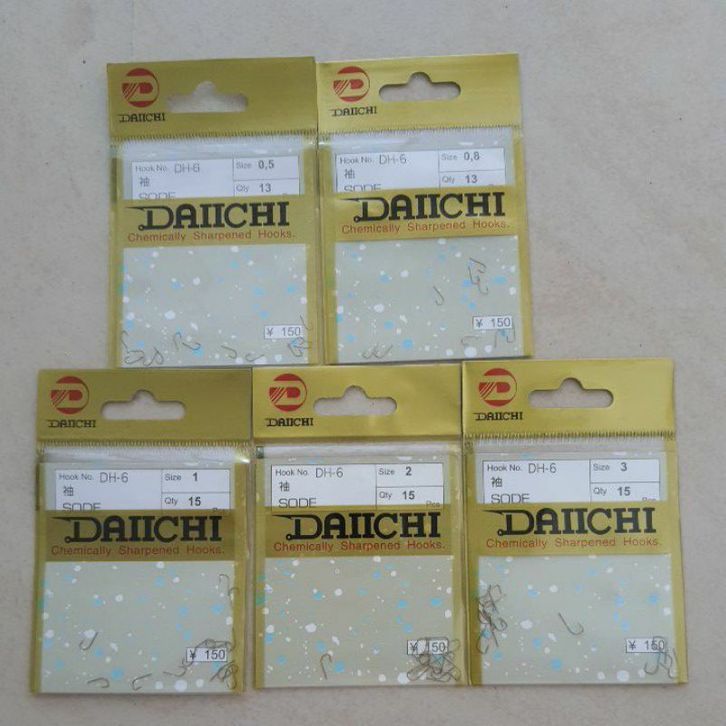 DAIICHI
Hook No. DH-6 Size 0,5
袖 Qty 13
SODE
DAIICHI
Chemically Sharpened Hooks.
¥ 150
DAIICHI
Hook No. DH-6 Size 0,8
袖 Qty 13
SODE
DAIICHI
Chemically Sharpened Hooks.
¥ 150
DAIICHI
Hook No. DH-6 Size 1
袖 Qty 15
SODE
DAIICHI
Chemically Sharpened Hooks.
¥ 150
DAIICHI
Hook No. DH-6 Size 2
袖 Qty 15 Pcs
SODE
DAIICHI
Chemically Sharpened Hooks.
¥ 150
DAIICHI
Hook No. DH-6 Size 3
袖 Qty 15 Pcs
SODE
DAIICHI
Chemically Sharpened Hooks.
¥ 150